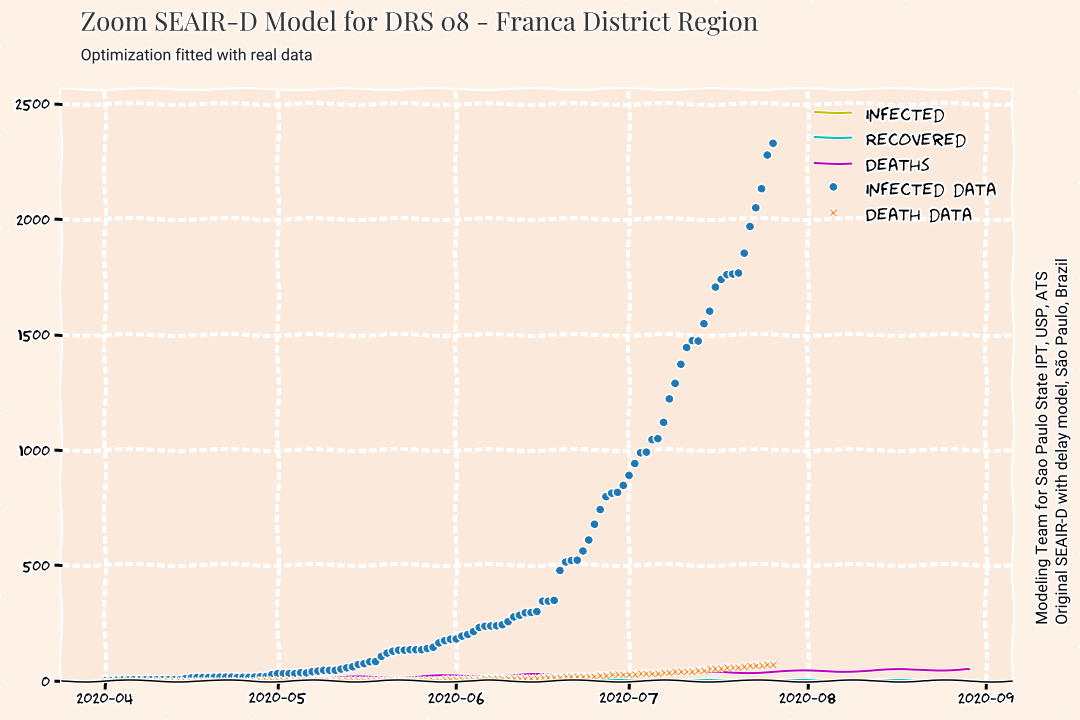 Zoom SEAIR-D Model for DRS 08 - Franca District Region
Optimization fitted with real data
2500
2000
1500
1000
500
0
2020-04
2020-05
2020-06
2020-07
2020-08
2020-09
INFECTED
RECOVERED
DEATHS
INFECTED DATA
DEATH DATA
Modeling Team for Sao Paulo State IPT, USP, ATS
Original SEAIR-D with delay model, São Paulo, Brazil